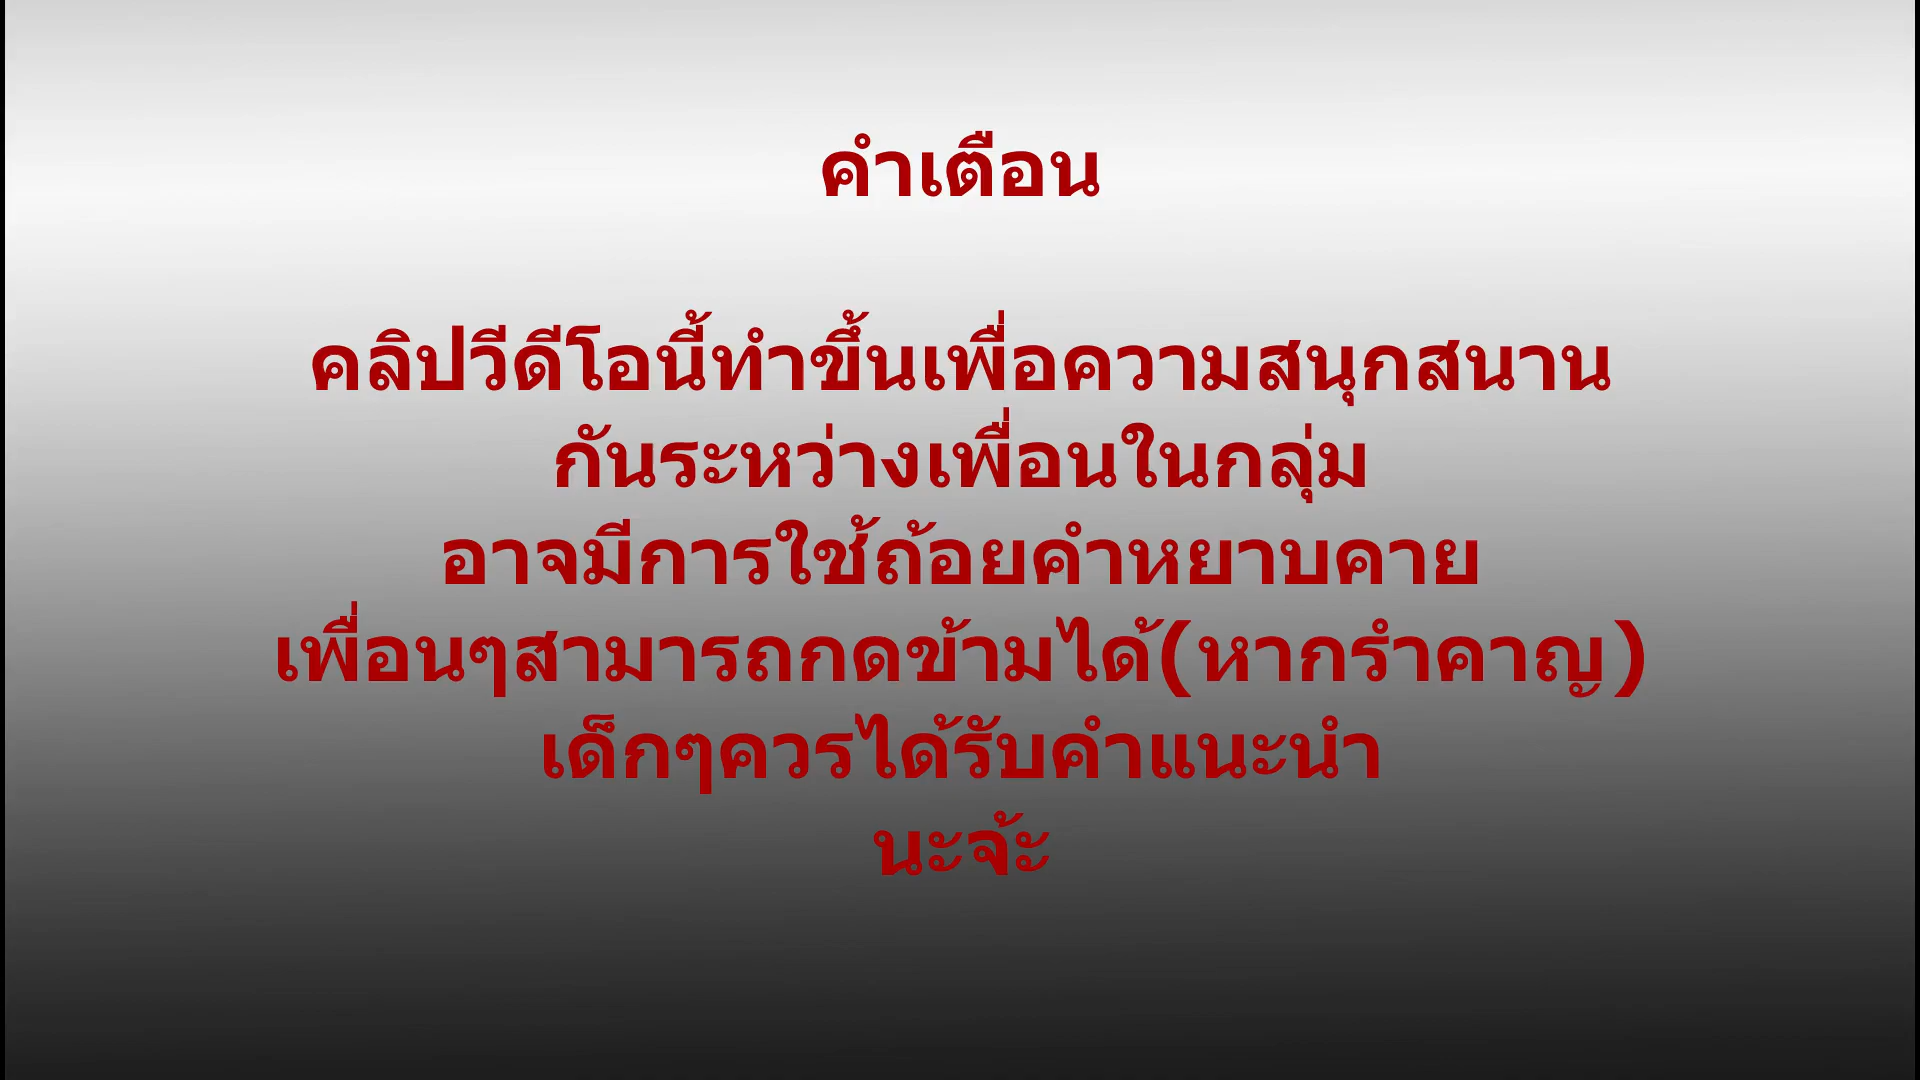 คำเตือน
คลิปวีดีโอนี้ทำขึ้นเพื่อความสนุกสนาน
กันระหว่างเพื่อนในกลุ่ม
อาจมีการใช้ถ้อยคำหยาบคาย
เพื่อนๆสามารถกดข้ามได้(หากรำคาญ)
เด็กๆควรได้รับคำแนะนำ
นะจ้ะ